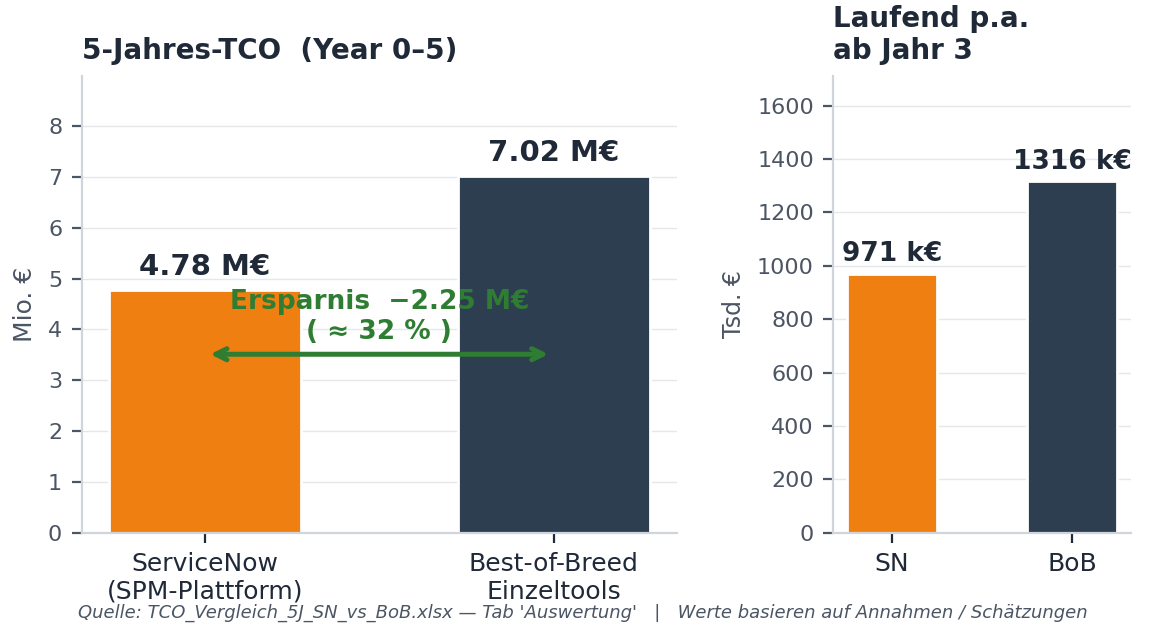 5-Jahres-TCO (Year 0–5)
Mio. €
8
7
6
5
4
3
2
1
0
7.02 M€
4.78 M€
Ersparnis −2.25 M€
( ≈ 32 % )
ServiceNow
(SPM-Plattform)
Best-of-Breed
Einzeltools
Laufend p.a.
ab Jahr 3
Tsd. €
1600
1400
1200
1000
800
600
400
200
0
1316 k€
971 k€
SN
BoB
Quelle: TCO_Vergleich_5J_SN_vs_BoB.xlsx — Tab 'Auswertung' | Werte basieren auf Annahmen / Schätzungen